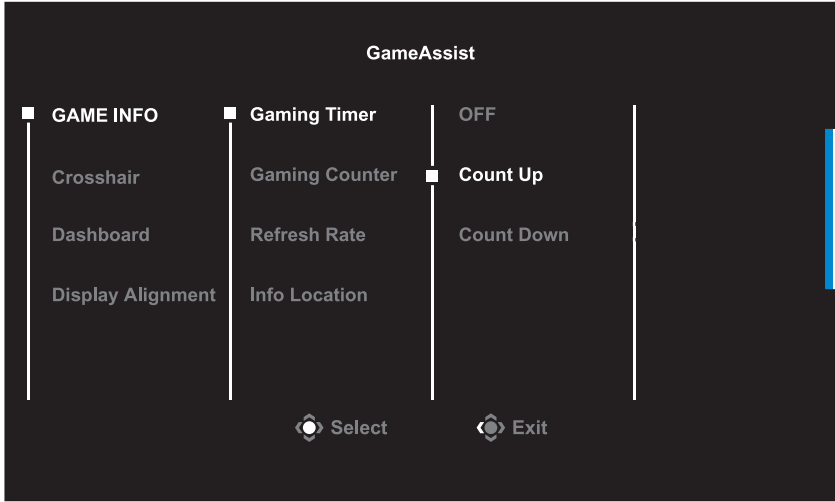 GameAssist
GAME INFO
Gaming Timer
OFF
Crosshair
Gaming Counter
Count Up
Dashboard
Refresh Rate
Count Down
Display Alignment
Info Location
Select
Exit